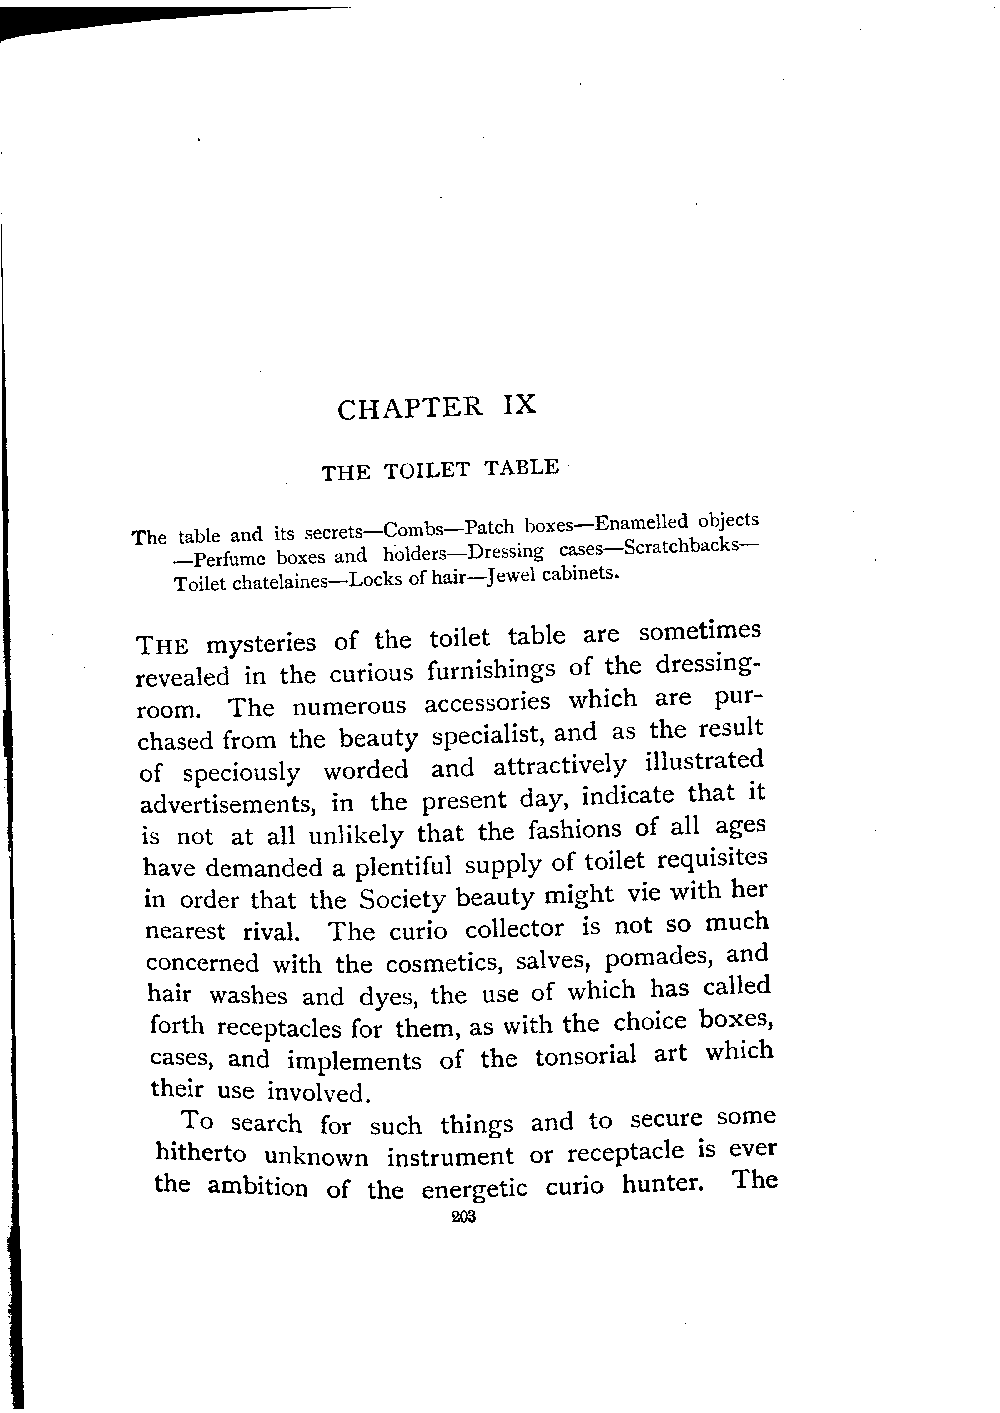 CHAPTER IX
THE TOILET TABLE
The table and its secrets—Combs—Patch boxes—Enamelled objects
—Perfume boxes and holders—Dressing cases—Scratchbacks—
Toilet chatelaines—Locks of hair—Jewel cabinets.
THE mysteries of the toilet table are sometimes
revealed in the curious furnishings of the dressing-
room. The numerous accessories which are pur-
chased from the beauty specialist, and as the result
of speciously worded and attractively illustrated
advertisements, in the present day, indicate that it
is not at all unlikely that the fashions of all ages
have demanded a plentiful supply of toilet requisites
in order that the Society beauty might vie with her
nearest rival. The curio collector is not so much
concerned with the cosmetics, salves, pomades, and
hair washes and dyes, the use of which has called
forth receptacles for them, as with the choice boxes,
cases, and implements of the tonsorial art which
their use involved.
To search for such things and to secure some
hitherto unknown instrument or receptacle is ever
the ambition of the energetic curio hunter. The
203